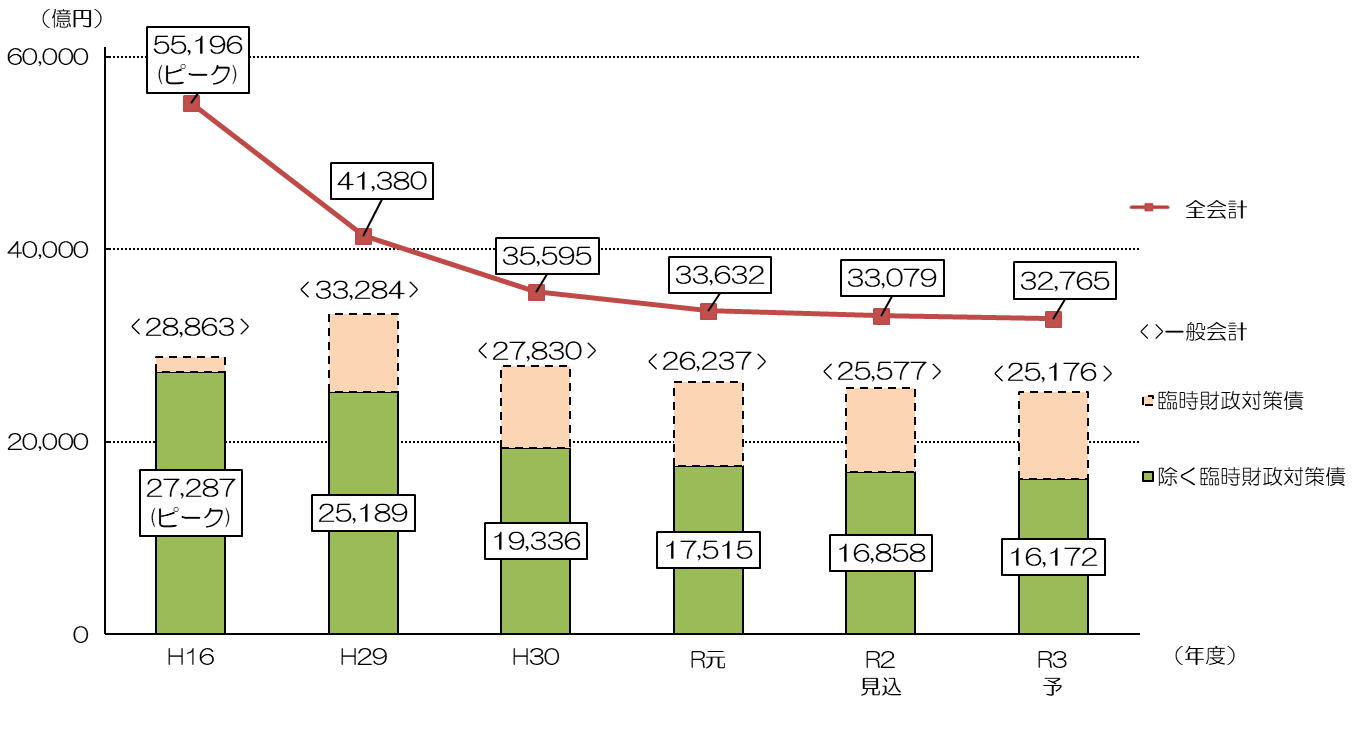 （億円）
60,000
40,000
20,000
0
55,196
(ピーク)
41,380
35,595
33,632
33,079
32,765
<28,863>
<33,284>
<27,830>
<26,237>
<25,577>
<25,176>
27,287
(ピーク)
25,189
19,336
17,515
16,858
16,172
H16
H29
H30
R元
R2
見込
R3
予
（年度）
全会計
<>一般会計
臨時財政対策債
除く臨時財政対策債